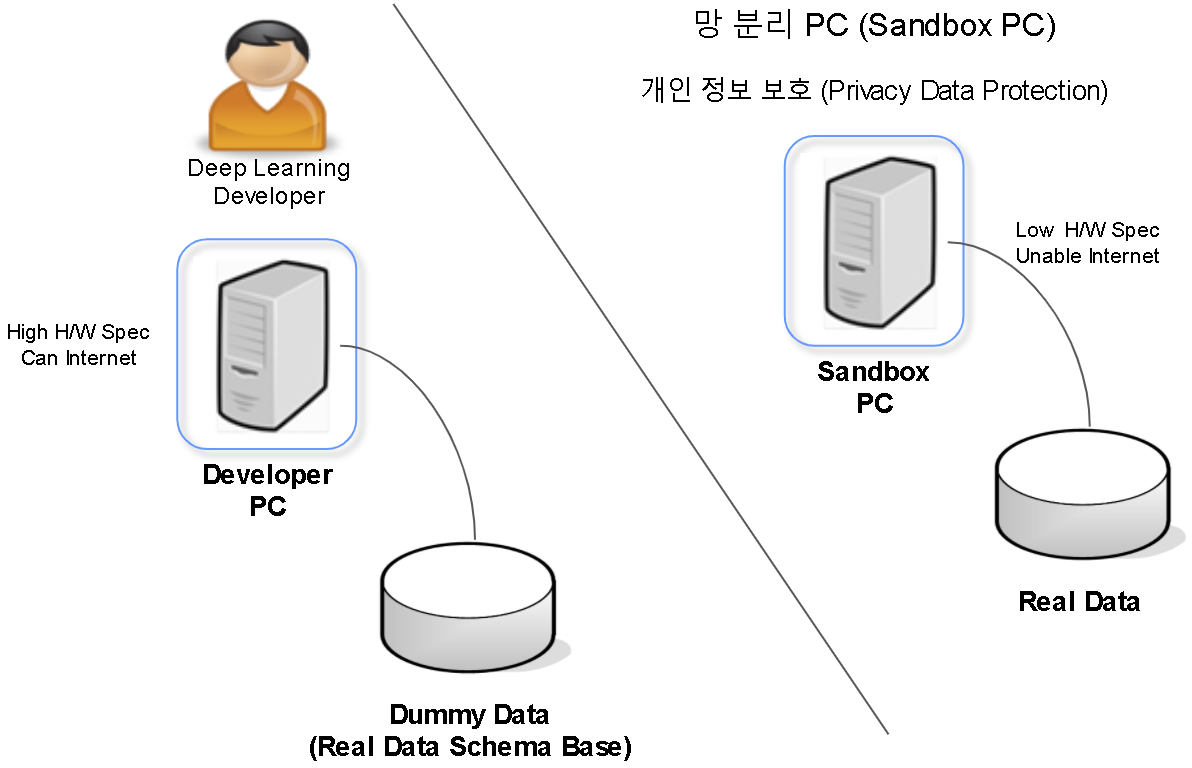 망 분리 PC (Sandbox PC)
개인 정보 보호 (Privacy Data Protection)
Deep Learning
Developer
High H/W Spec
Can Internet
Developer
PC
Dummy Data
(Real Data Schema Base)
Low H/W Spec
Unable Internet
Sandbox
PC
Real Data